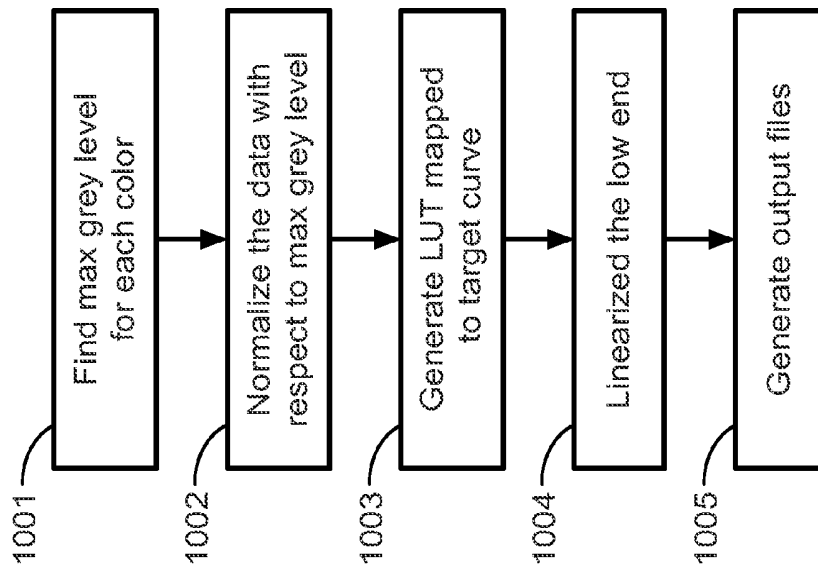 1001
Find max grey level
for each color
1002
Normalize the data with
respect to max grey level
1003
Generate LUT mapped
to target curve
1004
Linearized the low end
1005
Generate output files